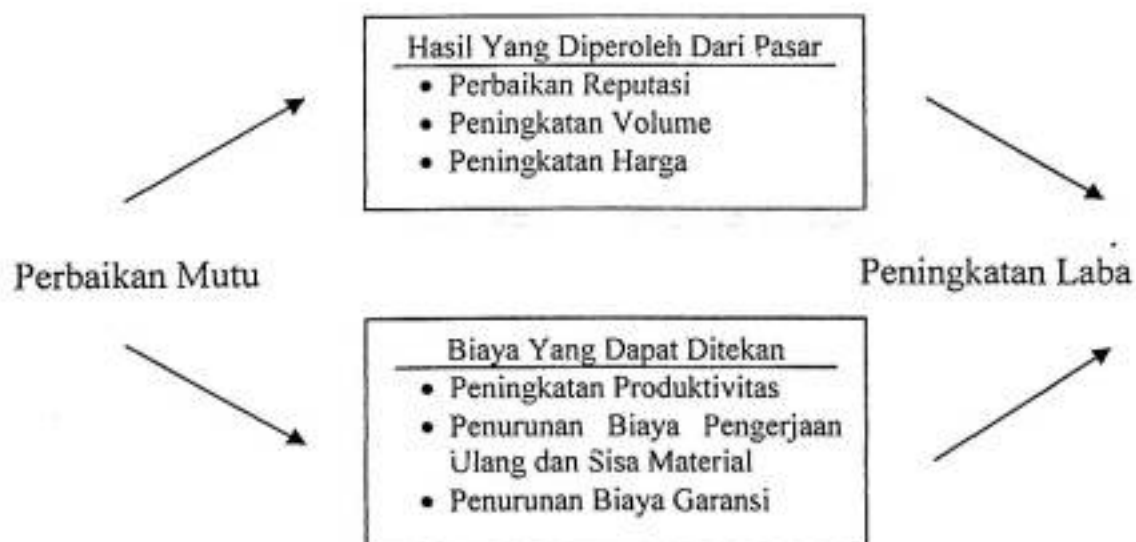 Hasil Yang Diperoleh Dari Pasar
• Perbaikan Reputasi
• Peningkatan Volume
• Peningkatan Harga
Perbaikan Mutu
Peningkatan Laba
Biaya Yang Dapat Ditekan
• Peningkatan Produktivitas
• Penurunan Biaya Pengerjaan
Ulang dan Sisa Material
• Penurunan Biaya Garansi